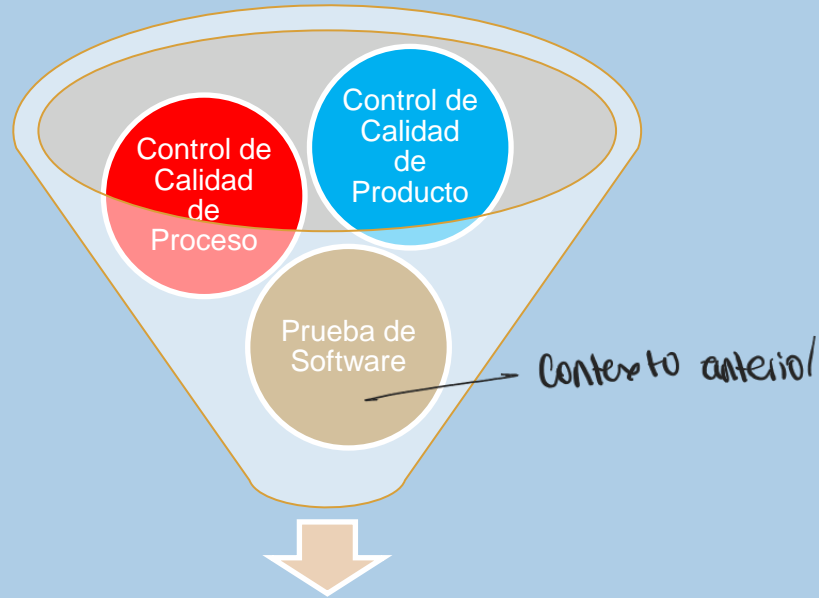 Control de
Calidad
de
Proceso
Control de
Calidad
de
Producto
Prueba de
Software
Contexto anterior